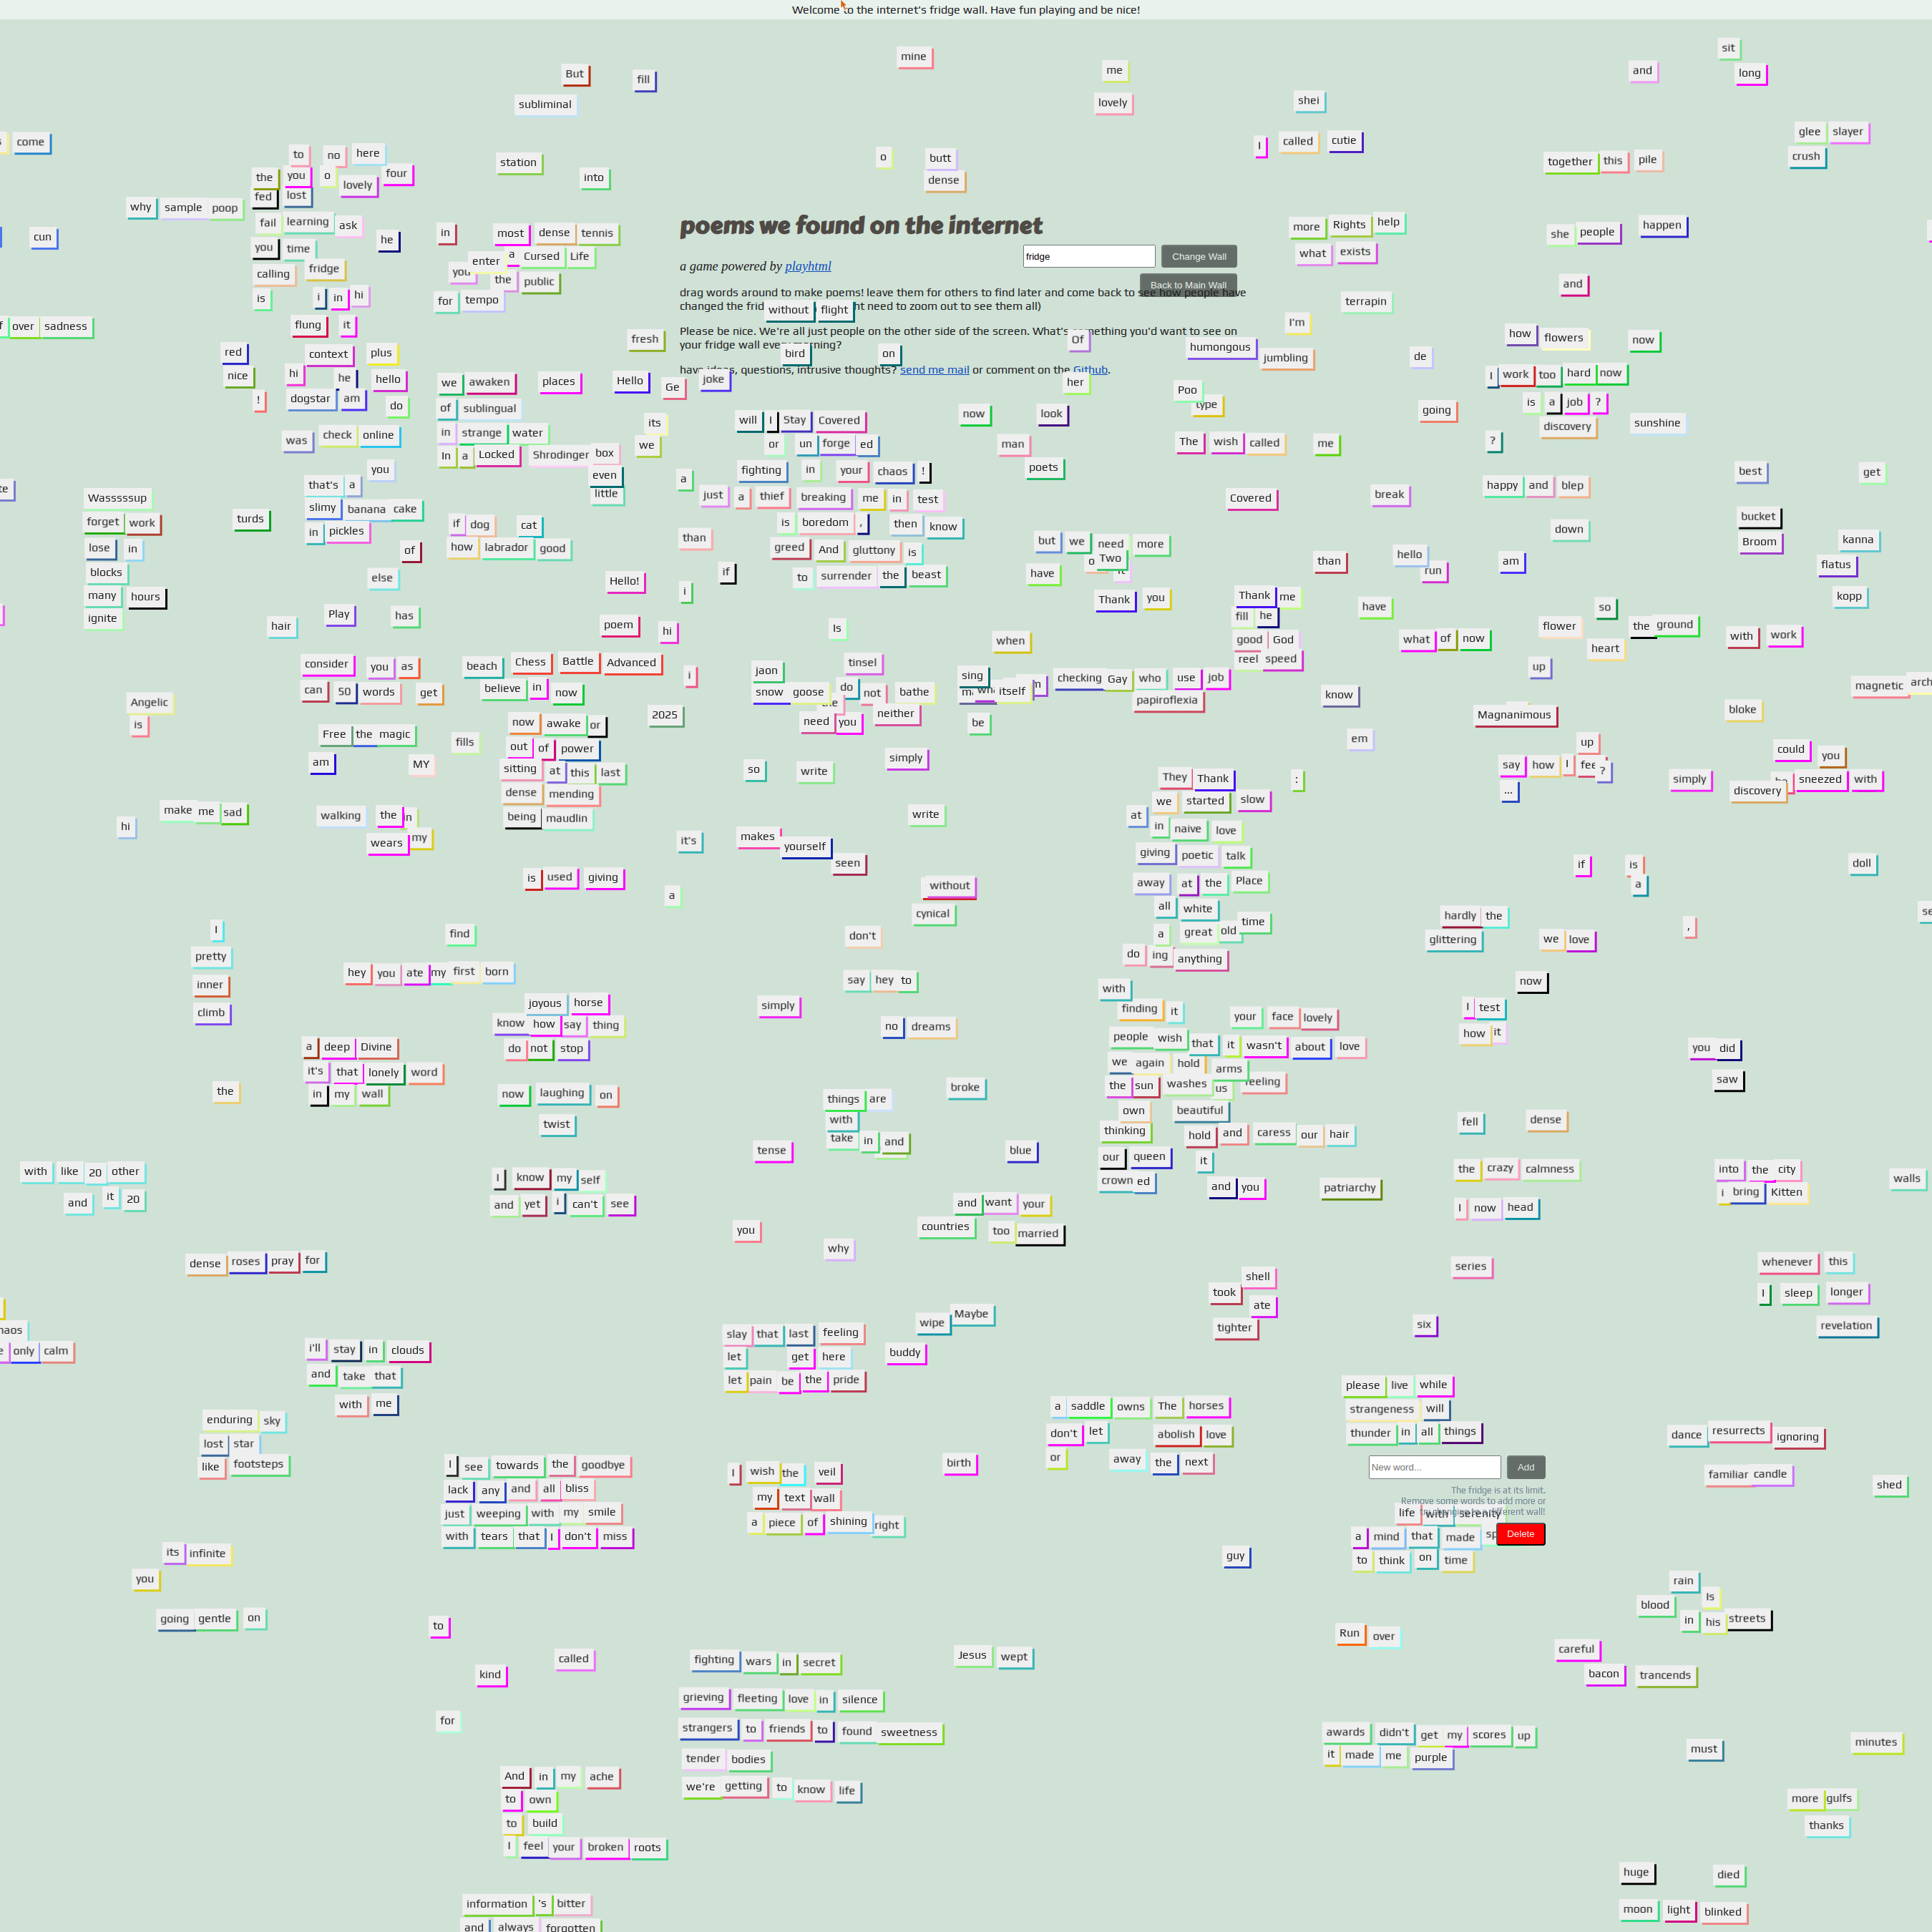 Welcome to the internet's fridge wall. Have fun playing and be nice!
mine
sit
But
fill
me
and
long
subliminal
lovely
shei
come
I called cutie
glee slayer
to no here
station
o
butt
together this pile
crush
the you o lovely four
into
dense
fed lost
why sample poop
poems we found on the internet
fail learning ask
more Rights help
she people happen
cun
you time
he
in
most dense tennis
what exists
calling fridge
you enter a Cursed Life
a game powered by playhtml
fridge
Change Wall
the public
Back to Main Wall
and
is
i in hi
for tempo
drag words around to make poems! leave them for others to find later and come back to see how people have
terrapin
without flight
over sadness
flung it
I'm
Please be nice. We're all just people on the other side of the screen. What's something you'd want to see on
your fridge wall every morning?
fresh
Of
how flowers
now
red
context plus
bird
on
humongous jumbling
de
nice
hi he hello
have ideas, questions, intrusive thoughts? send me mail or comment on the Github.
we awaken places
Hello
Ge
joke
her
Poo
type
I work too hard now
!
dogstar am do
of sublingual
is a job ?
now
look
going
discovery
sunshine
its
will I Stay Covered
was check online
in strange water
we
or un forge ed
man
The wish called
me
?
In a Locked Shrodinger box
poets
you
even
little
a
fighting in your chaos !
happy and blep
best
get
that's a
Wasssssup
just a thief breaking me in test
Covered
break
slimy banana cake
forget work
turds
if dog cat
is boredom , then know
bucket
in pickles
down
Broom
kanna
lose in
of
how labrador good
than
greed And gluttony is
but we need more
Two
than
hello
run
am
flatus
blocks
else
Hello!
if
to surrender the beast
have
many hours
i
Thank you
Thank me
have
kopp
ignite
Play
has
fill he
so
hair
poem
hi
Is
good God
what of now
flower
the ground
with work
when
reel speed
heart
consider you as
beach
Chess Battle Advanced
i
jaon
tinsel
sing
up
can 50 words get
believe in now
snow goose
do not bathe
itself
checking Gay who use job
know
magnetic
Angelic
papiroflexia
is
2025
need you
neither
be
Magnanimous
bloke
now awake or
Free the magic
fills
em
up
out of power
am
MY
so
write
simply
say how I
?
could you
sitting at this last
They Thank
:
...
simply
sneezed with
discovery
dense mending
we started slow
make me sad
walking
the
being maudlin
write
at
hi
in naive love
wears
my
it's
makes
yourself
seen
giving poetic talk
if
is
doll
is used giving
a
without
away at the Place
a
cynical
all white
I
find
don't
a great old time
hardly the
,
pretty
do ing anything
glittering
we love
hey you ate my first born
say hey to
now
inner
with
joyous horse
simply
I test
climb
finding it
your face lovely
know how say thing
no dreams
how it
people wish that it wasn't about love
a deep Divine
do not stop
you did
we again hold arms
it's that lonely word
broke
the sun washes us feeling
saw
the
in my wall
now laughing on
things are
own beautiful
twist
with
fell
dense
thinking
hold and caress our hair
take in and
tense
blue
our queen
it
with like 20 other
the crazy calmness
into the city
I know my self
crown ed
and you
patriarchy
walls
and it 20
and yet i can't see
and want your
i bring Kitten
I now head
countries too married
you
why
dense roses pray for
series
whenever this
shell
took
I sleep longer
ate
Maybe
wipe
tighter
six
revelation
slay that last feeling
only calm
i'll stay in clouds
let get here
buddy
and take that
let pain be the pride
please live while
with me
a saddle owns The horses
strangeness will
enduring sky
don't let
abolish love
thunder in all things
dance resurrects ignoring
lost star
or
away the next
like footsteps
I see towards the goodbye
I wish the veil
birth
New word...
Add
familiar candle
shed
lack any and all bliss
my text wall
The fridge is at its limit.
Remove some words to add more or
just weeping with my smile
a piece of shining right
life with serenity
with tears that I don't miss
a mind that made
Delete
its infinite
guy
to think on time
you
rain
Is
going gentle on
blood
in his streets
to
Run over
called
fighting wars in secret
Jesus wept
careful
kind
bacon
trancends
grieving fleeting love in silence
for
strangers to friends to found sweetness
awards didn't get my scores up
must
minutes
tender bodies
it made me purple
And in my ache
we're getting to know life
to own
more gulfs
to build
thanks
I feel your broken roots
huge
died
information 's bitter
moon light blinked
and always forgotten